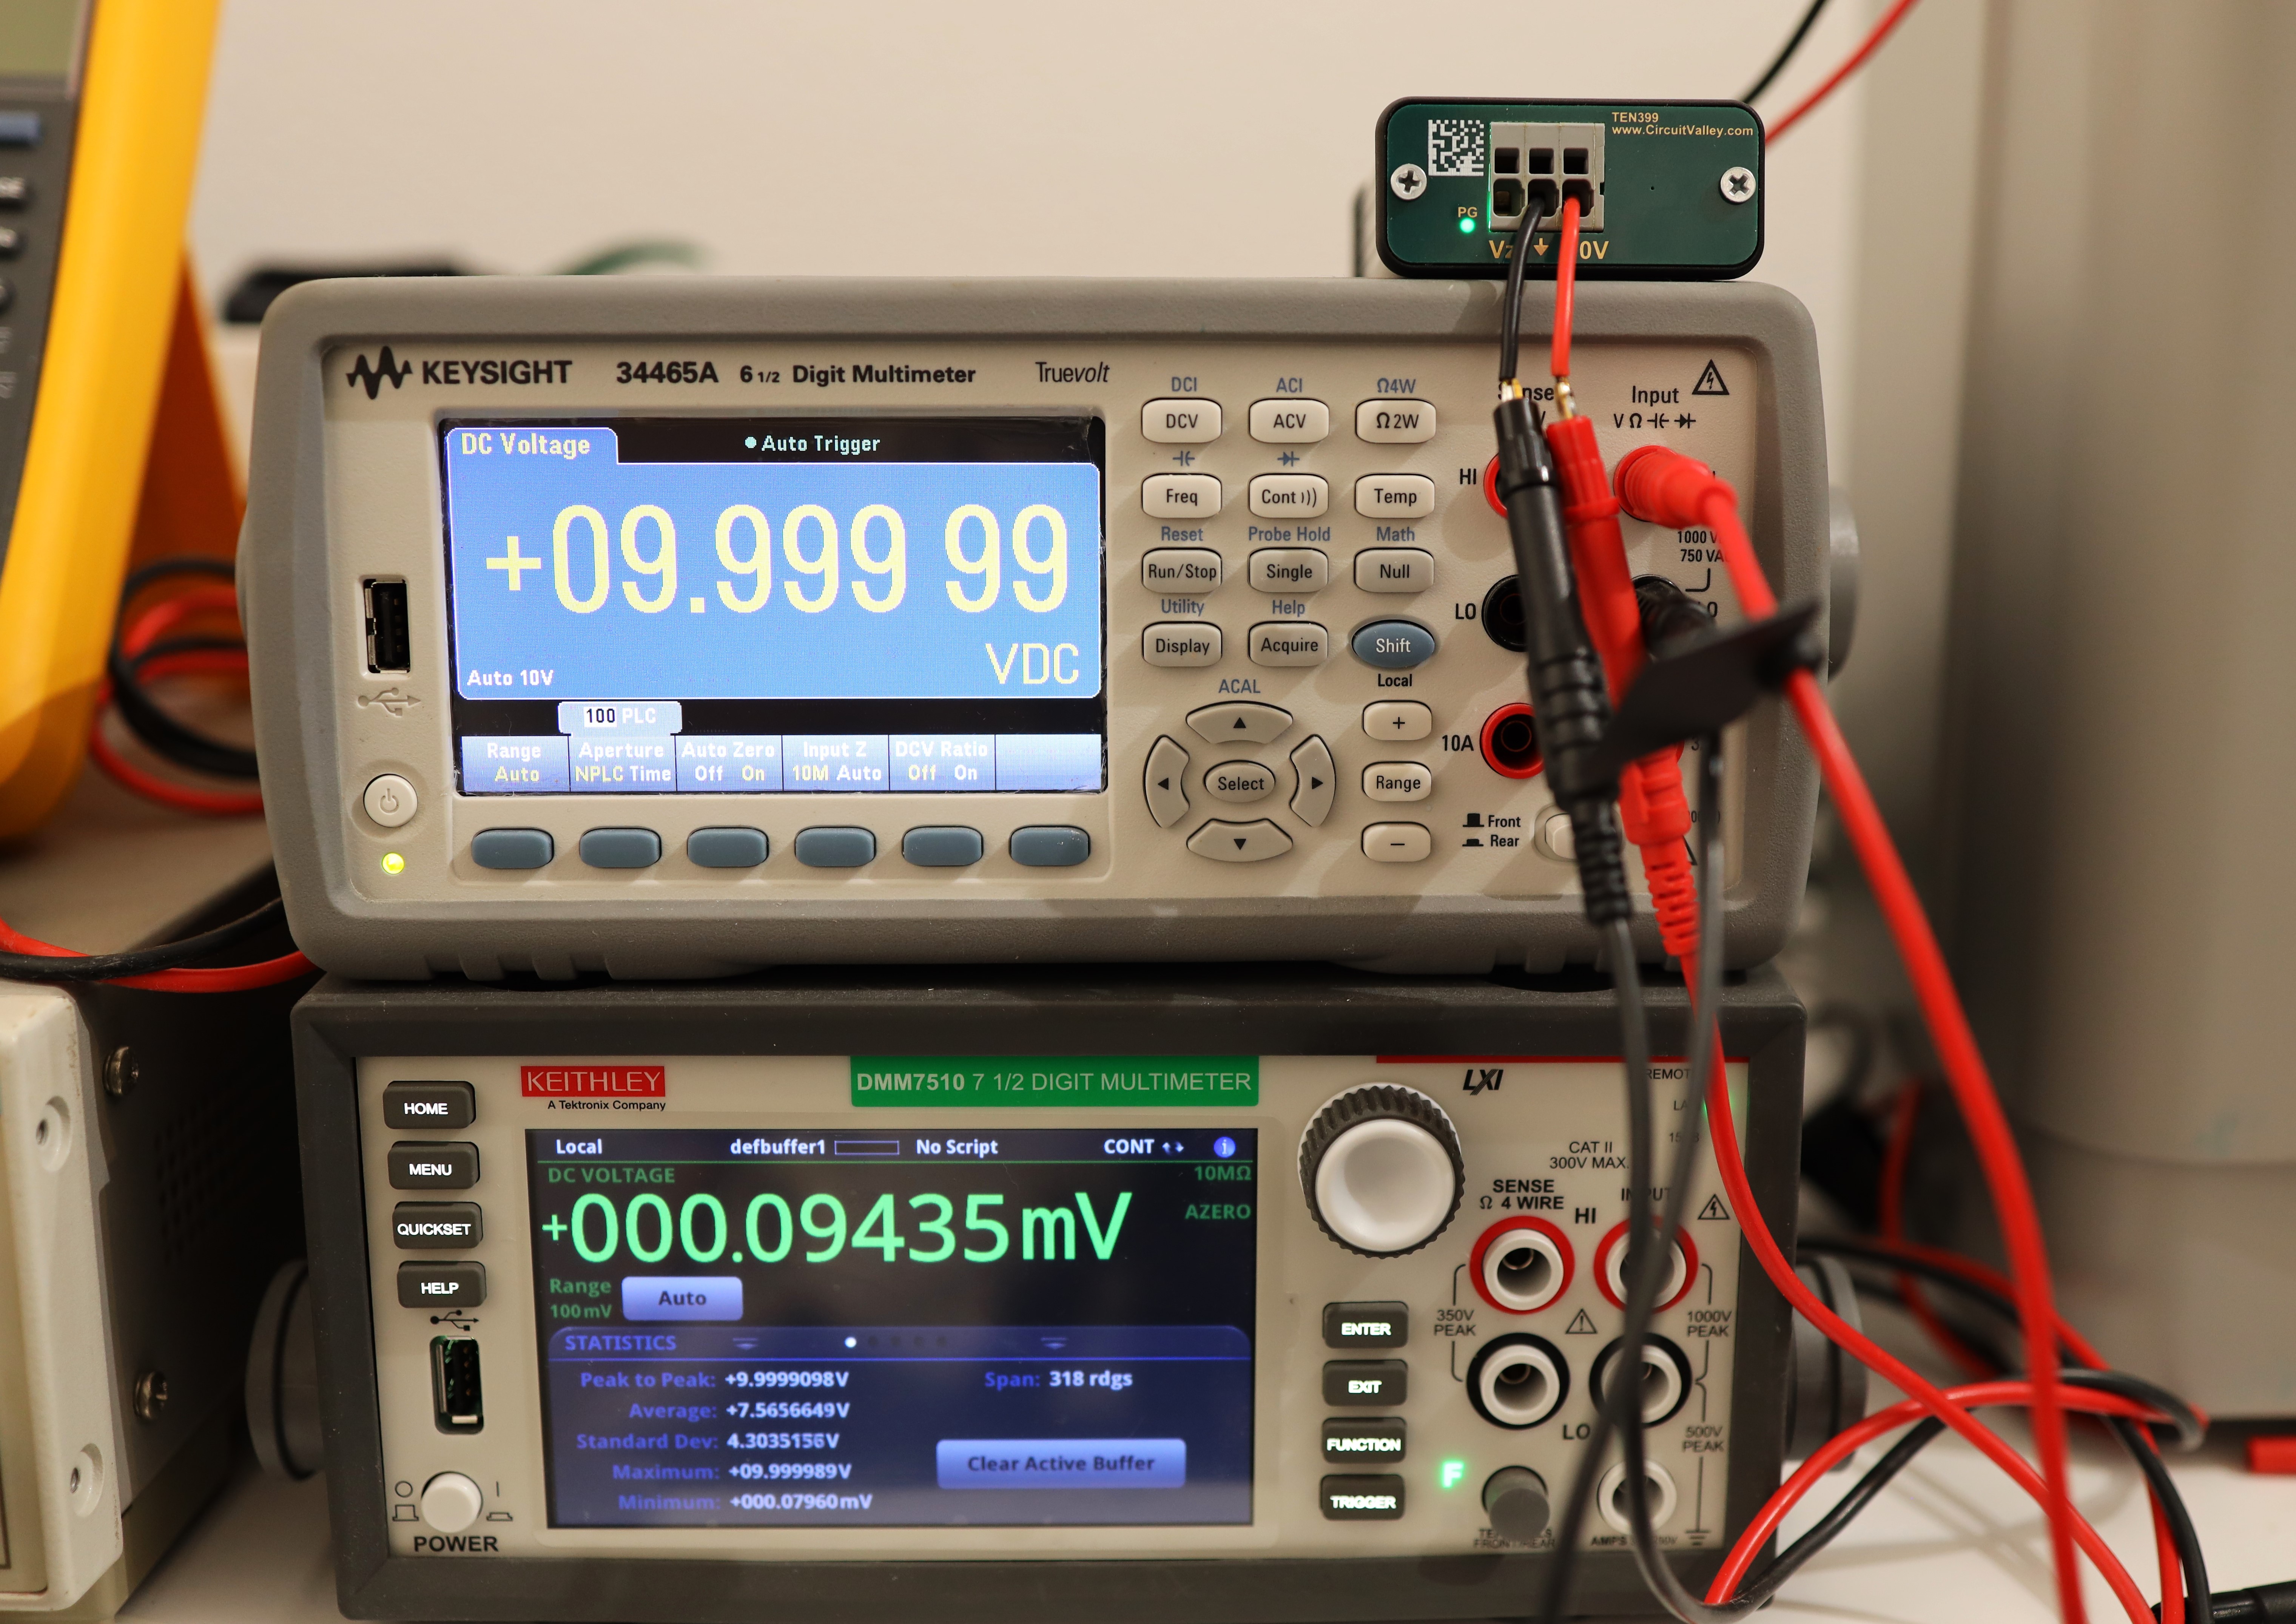 TEN399
www.CircuitValley.com
PG
0V
KEYSIGHT 34465A 6 1/2 Digit Multimeter Truevolt
DC Voltage
Auto Trigger
+09.999 99
VDC
Auto 10V
100 PLC
Range Aperture Auto Zero Input Z DCV Ratio
Auto NPLC Time Off On 10M Auto Off On
DCI ACI Ω4W
DCV ACV Ω2W
Freq Cont Temp
Reset Probe Hold Math
Run/Stop Single Null
Utility Help
Display Acquire Shift
Local
ACAL
+
Select
Range
−
Input
V Ω
HI
LO
10A
1000 V
Front
Rear
KEITHLEY
A Tektronix Company
DMM7510 7 1/2 DIGIT MULTIMETER
LXI
HOME
MENU
QUICKSET
HELP
POWER
Local defbuffer1 No Script CONT
DC VOLTAGE
10MΩ
+000.09435mV
AZERO
Range
100mV
Auto
STATISTICS
Peak to Peak: +9.9999098V
Span: 318 rdgs
Average: +7.5656649V
Standard Dev: 4.3035156V
Maximum: +09.999989V
Minimum: +000.07960mV
Clear Active Buffer
ENTER
EXIT
FUNCTION
TRIGGER
CAT II
300V MAX.
SENSE
Ω 4 WIRE
HI
350V
PEAK
1000V
PEAK
LO
500V
PEAK
F